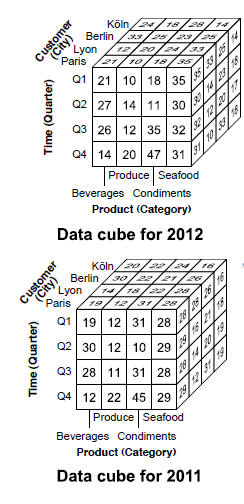 Customer
(City)
Köln 24 18 28 14
Berlin 33 25 23 25
Lyon 12 20 24 33
Paris 21 10 18 35
Time (Quarter)
Q1 21 10 18 35
Q2 27 14 11 30
Q3 26 12 35 32
Q4 14 20 47 31
Produce Seafood
Beverages Condiments
Product (Category)
Data cube for 2012
Customer
(City)
Köln 20 22 24 16
Berlin 30 22 21 26
Lyon 14 18 22 28
Paris 19 12 31 28
Time (Quarter)
Q1 19 12 31 28
Q2 30 12 10 29
Q3 28 11 31 28
Q4 12 22 45 29
Produce Seafood
Beverages Condiments
Product (Category)
Data cube for 2011